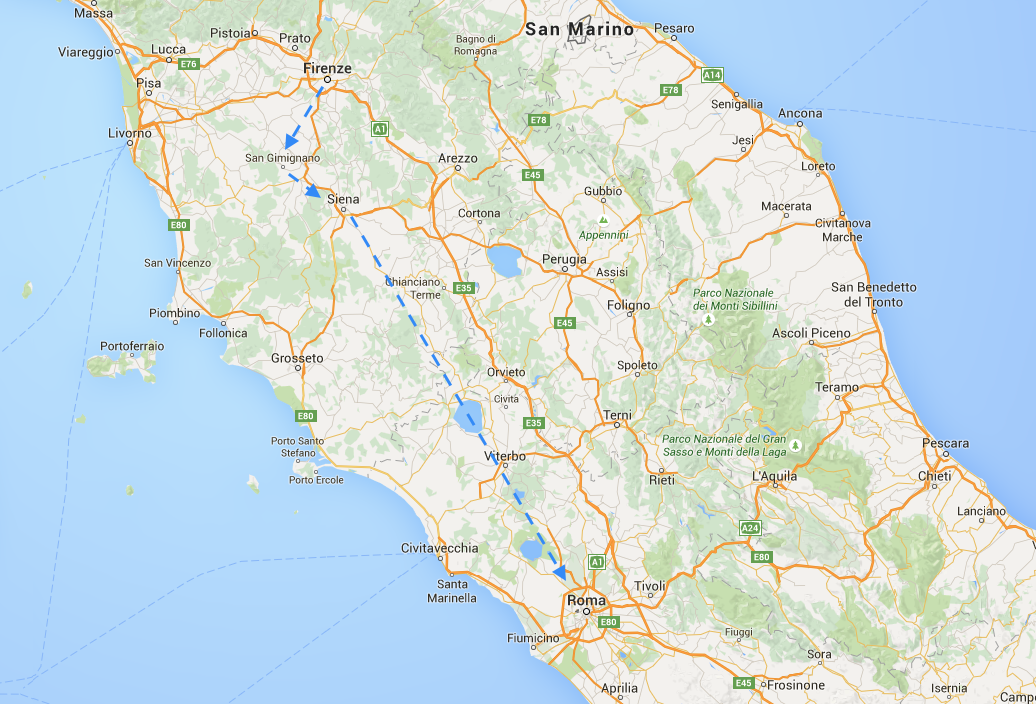 Massa
Pistoia
Prato
Viareggio
Lucca
E76
Firenze
Pisa
Livorno
A1
San Gimignano
Siena
Arezzo
Cortona
Bagno di
Romagna
San Marino
Pesaro
A14
E78
Senigallia
E78
Ancona
Jesi
Loreto
E45
Gubbio
Macerata
Civitanova
Marche
Appennini
E80
San Vincenzo
Perugia
Assisi
Chianciano
Terme
E35
Parco Nazionale
dei Monti Sibillini
San Benedetto
del Tronto
Foligno
Piombino
Follonica
E45
Ascoli Piceno
Portoferraio
Grosseto
Orvieto
Spoleto
Teramo
Civita
E80
E35
Terni
Porto Santo
Stefano
Porto Ercole
Viterbo
Parco Nazionale del Gran
Sasso e Monti della Laga
Pescara
Rieti
L'Aquila
Chieti
Lanciano
A24
Civitavecchia
E80
A1
Santa
Marinella
Tivoli
Roma
E80
Fiumicino
Fiuggi
Sora
E45
Frosinone
Aprilia
Isernia
Campo